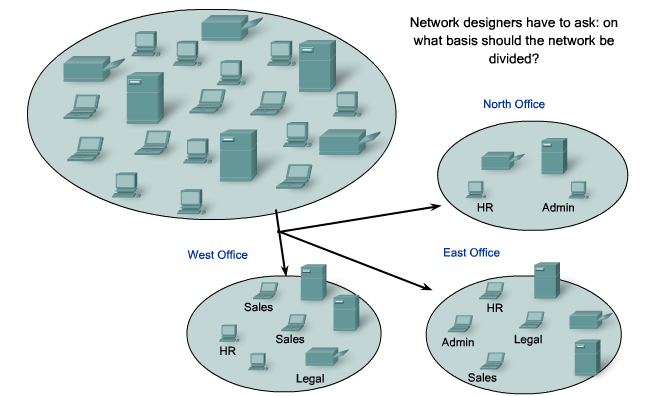 Network designers have to ask: on
what basis should the network be
divided?
North Office
HR
Admin
West Office
Sales
Sales
HR
Legal
East Office
HR
Admin
Legal
Sales